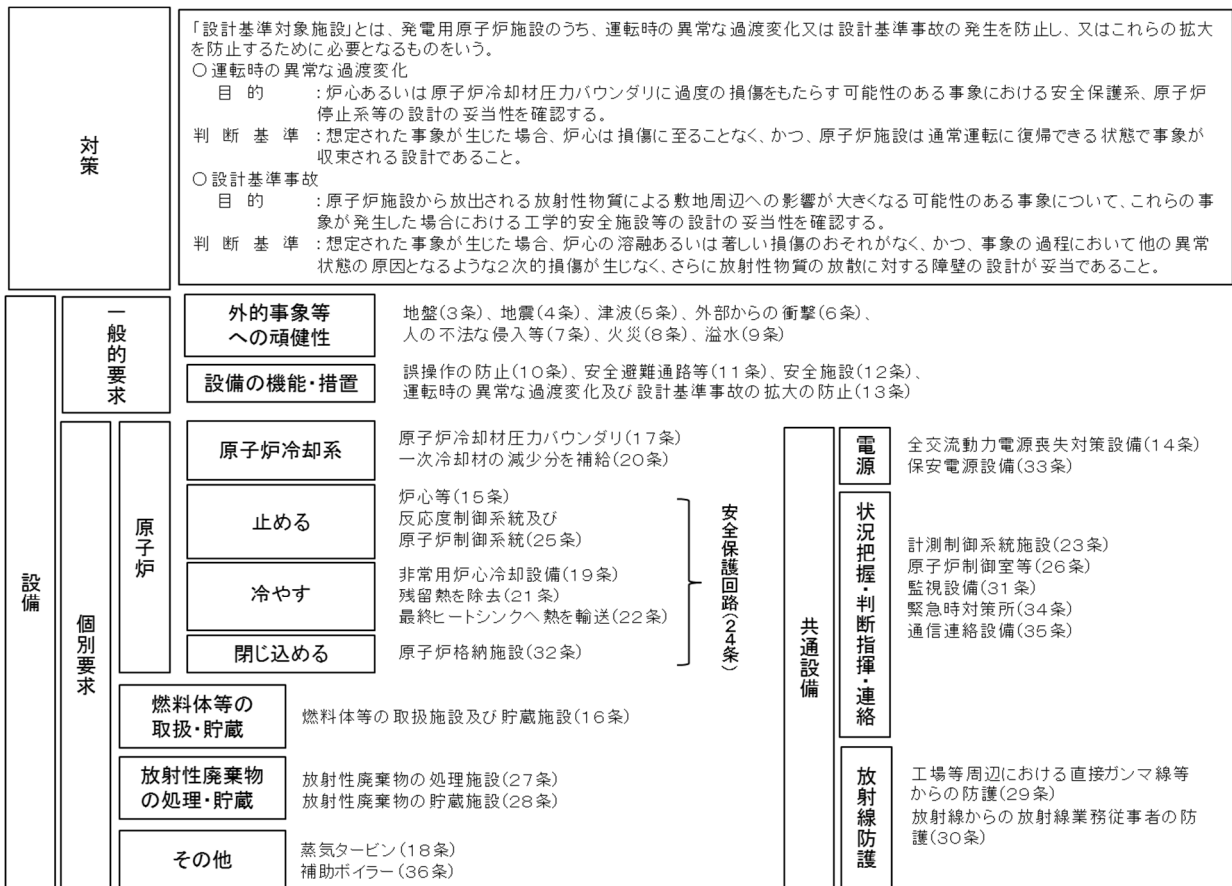 対策
「設計基準対象施設」とは、発電用原子炉施設のうち、運転時の異常な過渡変化又は設計基準事故の発生を防止し、又はこれらの拡大
を防止するために必要となるものをいう。
○運転時の異常な過渡変化
目的 :炉心あるいは原子炉冷却材圧力バウンダリに過度の損傷をもたらす可能性のある事象における安全保護系、原子炉
停止系等の設計の妥当性を確認する。
判断基準 :想定された事象が生じた場合、炉心は損傷に至ることなく、かつ、原子炉施設は通常運転に復帰できる状態で事象が
収束される設計であること。
○設計基準事故
目的 :原子炉施設から放出される放射性物質による敷地周辺への影響が大きくなる可能性のある事象について、これらの事
象が発生した場合における工学的安全施設等の設計の妥当性を確認する。
判断基準 :想定された事象が生じた場合、炉心の溶融あるいは著しい損傷のおそれがなく、かつ、事象の過程において他の異常
状態の原因となるような2次的損傷が生じなく、さらに放射性物質の放散に対する障壁の設計が妥当であること。
設備
一般的要求
外的事象等
への頑健性
地盤(3条)、地震(4条)、津波(5条)、外部からの衝撃(6条)、
人の不法な侵入等(7条)、火災(8条)、溢水(9条)
設備の機能・措置
誤操作の防止(10条)、安全避難通路等(11条)、安全施設(12条)、
運転時の異常な過渡変化及び設計基準事故の拡大の防止(13条)
個別要求
原子炉
原子炉冷却系
原子炉冷却材圧力バウンダリ(17条)
一次冷却材の減少分を補給(20条)
止める
炉心等(15条)
反応度制御系統及び
原子炉制御系統(25条)
冷やす
非常用炉心冷却設備(19条)
残留熱を除去(21条)
最終ヒートシンクへ熱を輸送(22条)
閉じ込める
原子炉格納施設(32条)
安全保護回路(24条)
燃料体等の
取扱・貯蔵
燃料体等の取扱施設及び貯蔵施設(16条)
放射性廃棄物
の処理・貯蔵
放射性廃棄物の処理施設(27条)
放射性廃棄物の貯蔵施設(28条)
その他
蒸気タービン(18条)
補助ボイラー(36条)
共通設備
電源
全交流動力電源喪失対策設備(14条)
保安電源設備(33条)
状況把握・判断指揮・連絡
計測制御系統施設(23条)
原子炉制御室等(26条)
監視設備(31条)
緊急時対策所(34条)
通信連絡設備(35条)
放射線防護
工場等周辺における直接ガンマ線等
からの防護(29条)
放射線からの放射線業務従事者の防
護(30条)